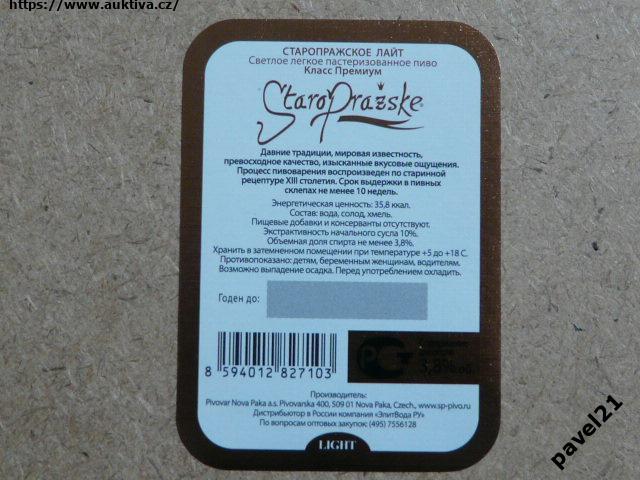 https://www.auktiva.cz/
СТАРОПРАЖСКОЕ ЛАЙТ
Светлое легкое пастеризованное пиво
Класс Премиум
StaroPražske®
Давние традиции, мировая известность,
превосходное качество, изысканные вкусовые ощущения.
Процесс пивоварения воспроизведен по старинной
рецептуре XIII столетия. Срок выдержки в пивных
склепах не менее 10 недель.
Энергетическая ценность: 35,8 ккал.
Состав: вода, солод, хмель.
Пищевые добавки и консерванты отсутствуют.
Экстрактивность начального сусла 10%.
Объемная доля спирта не менее 3,8%.
Хранить в затемненном помещении при температуре +5 до +18 С.
Противопоказано: детям, беременным женщинам, водителям.
Возможно выпадение осадка. Перед употреблением охладить.
Годен до:
8 594012 827103
РСТ
3,8% об.
Производитель:
Pivovar Nova Paka a.s. Pivovarska 400, 509 01 Nova Paka, Czech., www.sp-pivo.ru
Дистрибьютор в России компания «ЭлитВода РУ»
По вопросам оптовых закупок: (495) 7556128
LIGHT
pavel21